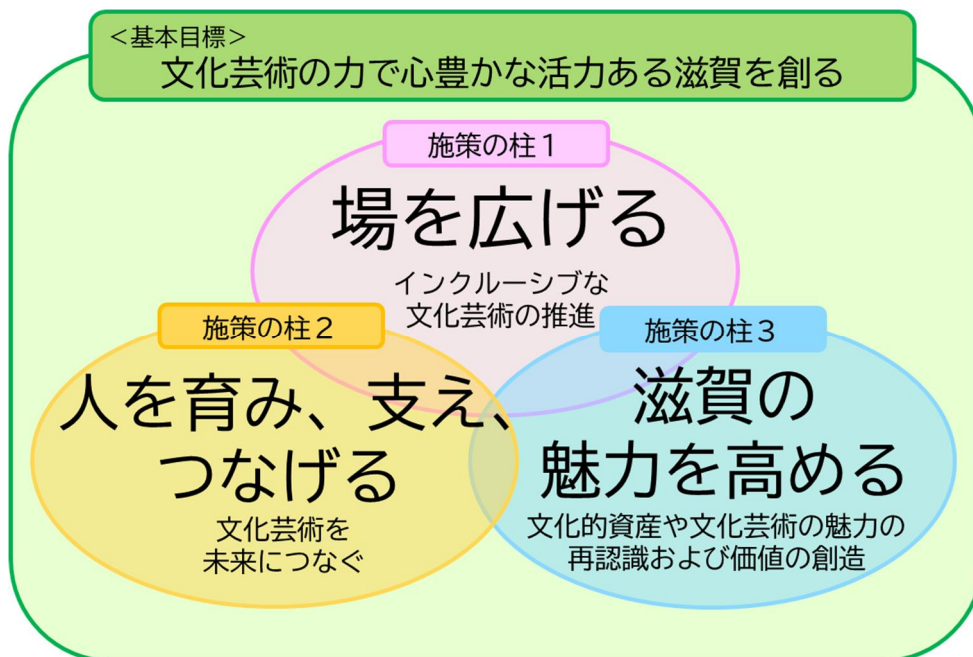 ＜基本目標＞
文化芸術の力で心豊かな活力ある滋賀を創る
施策の柱１
場を広げる
インクルーシブな
文化芸術の推進
施策の柱２
人を育み、支え、
つなげる
文化芸術を
未来につなぐ
施策の柱３
滋賀の
魅力を高める
文化的資産や文化芸術の魅力の
再認識および価値の創造